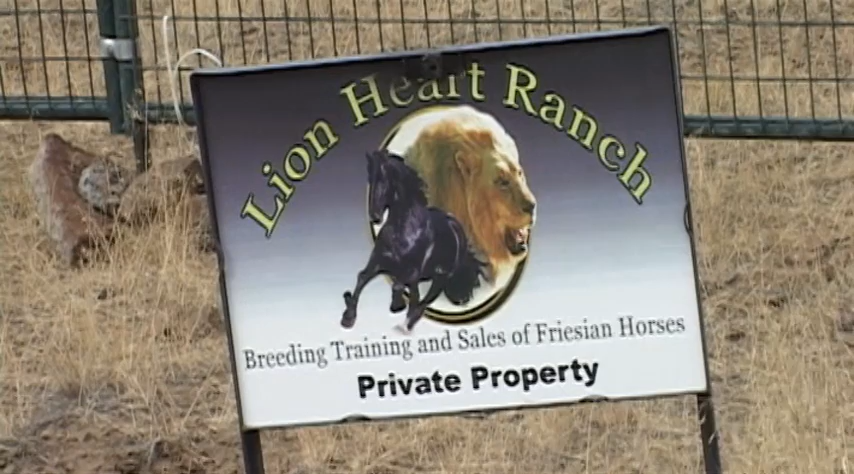 Lion Heart Ranch
Breeding Training and Sales of Friesian Horses
Private Property